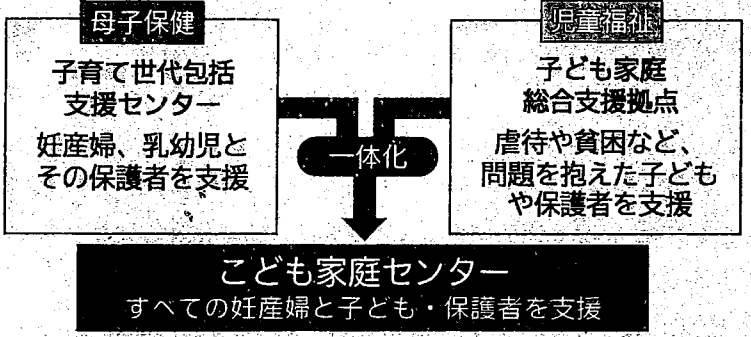 母子保健
子育て世代包括
支援センター
妊産婦、乳幼児と
その保護者を支援
児童福祉
子ども家庭
総合支援拠点
虐待や貧困など、
問題を抱えた子ども
や保護者を支援
一体化
こども家庭センター
すべての妊産婦と子ども・保護者を支援